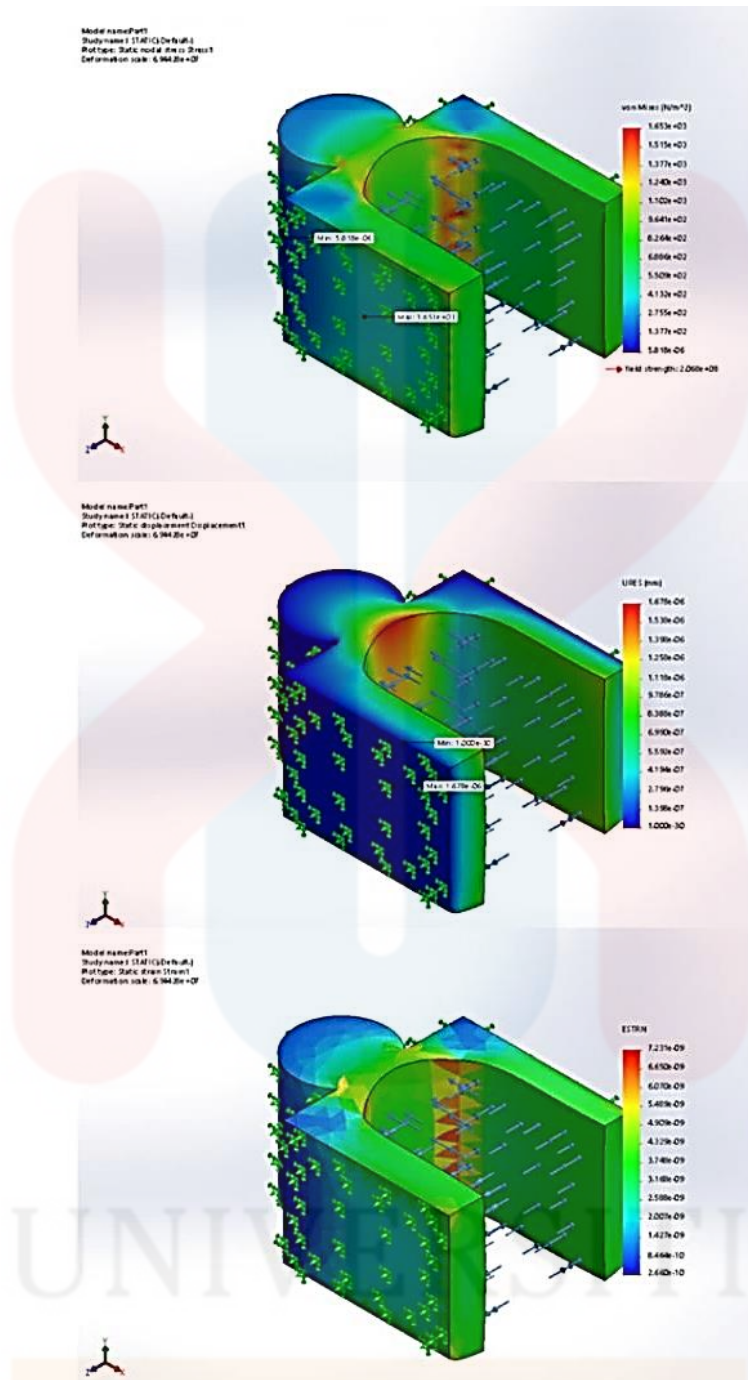 Model name:Part1
Study name:( STATIC)(-Default-)
Plot type: Static nodal stress Stress1
Deformation scale: 6.94426e+07
von Mises (N/m^2)
1.653e+03
1.515e+03
1.377e+03
1.240e+03
1.102e+03
9.641e+02
8.264e+02
6.886e+02
5.509e+02
4.132e+02
2.755e+02
1.377e+02
5.818e-06
Yield strength: 2.068e+08
Min: 5.818e-06
Max: 1.653e+03
Y
Z
X
Model name:Part1
Study name:( STATIC)(-Default-)
Plot type: Static displacement Displacement1
Deformation scale: 6.94426e+07
URES (mm)
1.678e-06
1.538e-06
1.398e-06
1.258e-06
1.118e-06
9.786e-07
8.388e-07
6.990e-07
5.592e-07
4.194e-07
2.796e-07
1.398e-07
1.000e-30
Min: 1.000e-30
Max: 1.678e-06
Y
Z
X
Model name:Part1
Study name:( STATIC)(-Default-)
Plot type: Static strain Strain1
Deformation scale: 6.94426e+07
ESTRN
7.231e-09
6.650e-09
6.070e-09
5.489e-09
4.909e-09
4.329e-09
3.748e-09
3.168e-09
2.588e-09
2.007e-09
1.427e-09
8.464e-10
2.660e-10
UNIVERSITI
Y
Z
X